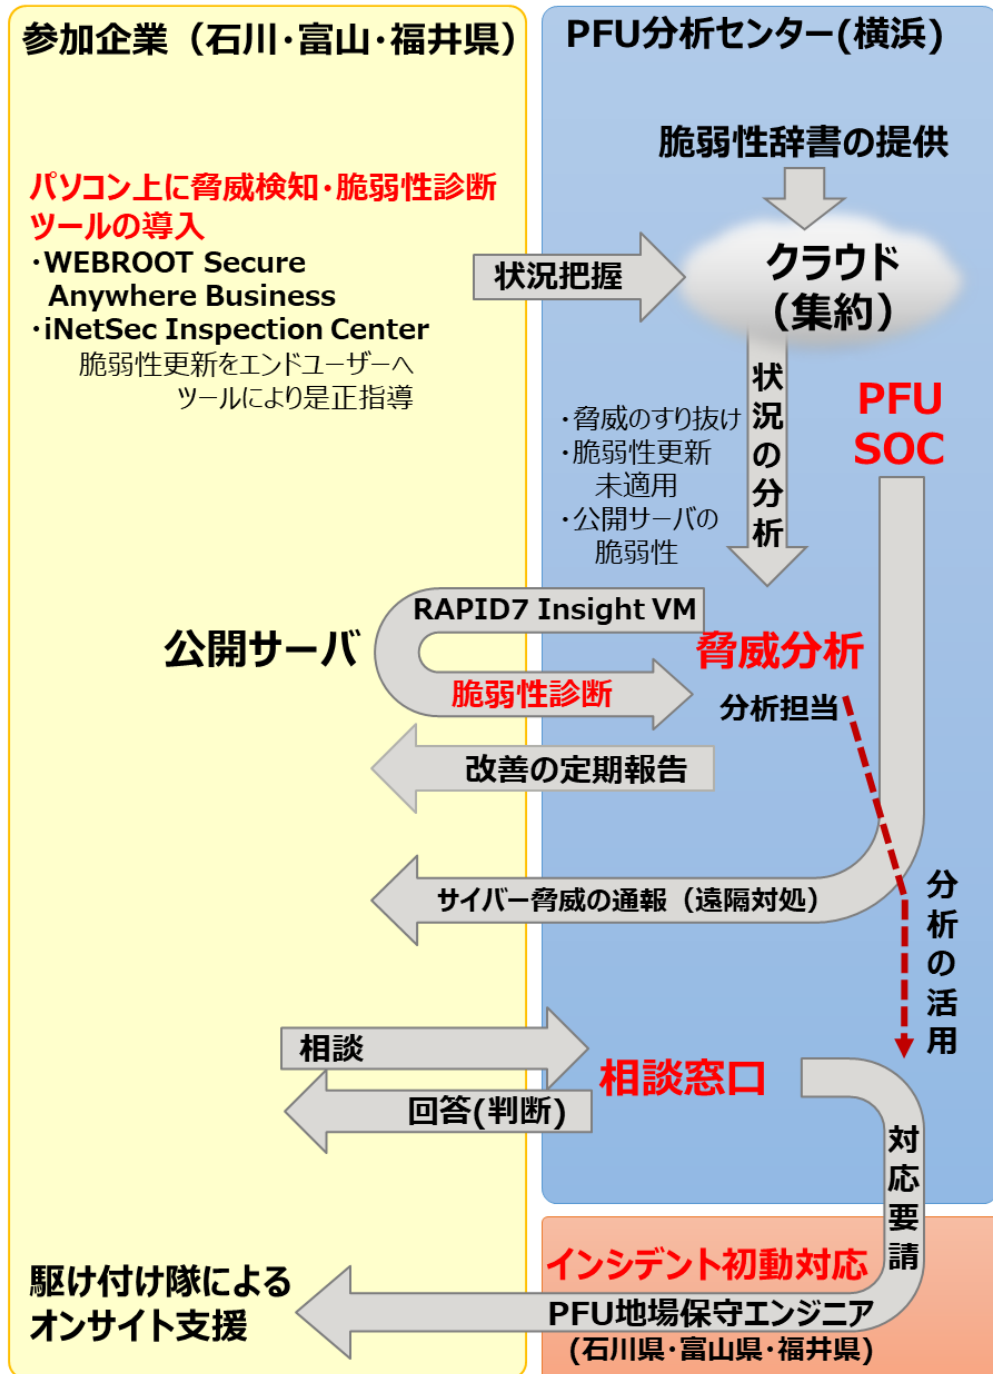 参加企業（石川・富山・福井県）
PFU分析センター(横浜)
脆弱性辞書の提供
パソコン上に脅威検知・脆弱性診断
ツールの導入
・WEBROOT Secure
Anywhere Business
・iNetSec Inspection Center
脆弱性更新をエンドユーザーへ
ツールにより是正指導
状況把握
クラウド
（集約）
状況の分析
・脅威のすり抜け
・脆弱性更新
未適用
・公開サーバの
脆弱性
PFU
SOC
RAPID7 Insight VM
公開サーバ
脆弱性診断
脅威分析
分析担当
改善の定期報告
サイバー脅威の通報（遠隔対処）
分析の活用
相談
相談窓口
回答(判断)
対応要請
インシデント初動対応
駆け付け隊による
オンサイト支援
PFU地場保守エンジニア
(石川県・富山県・福井県)